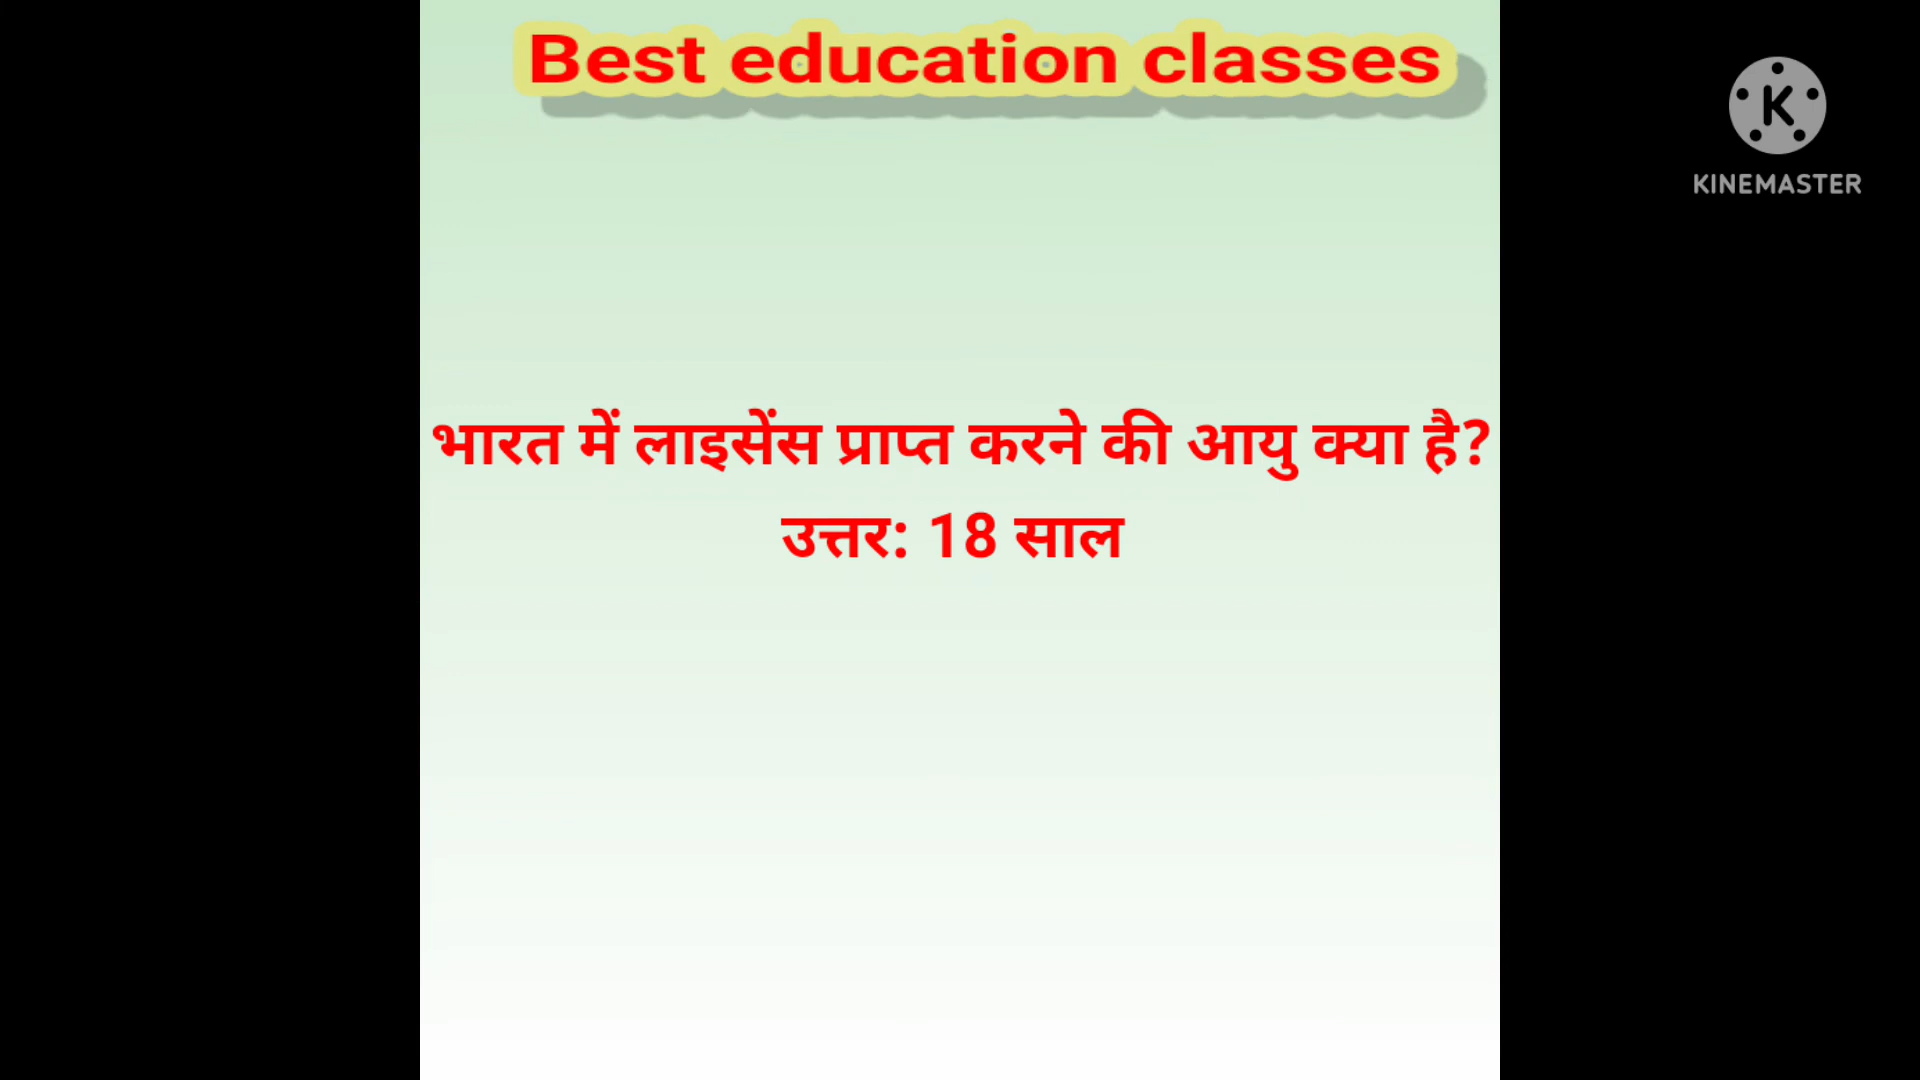 Best education classes
KINEMASTER
भारत में लाइसेंस प्राप्त करने की आयु क्या है?
उत्तर: 18 साल